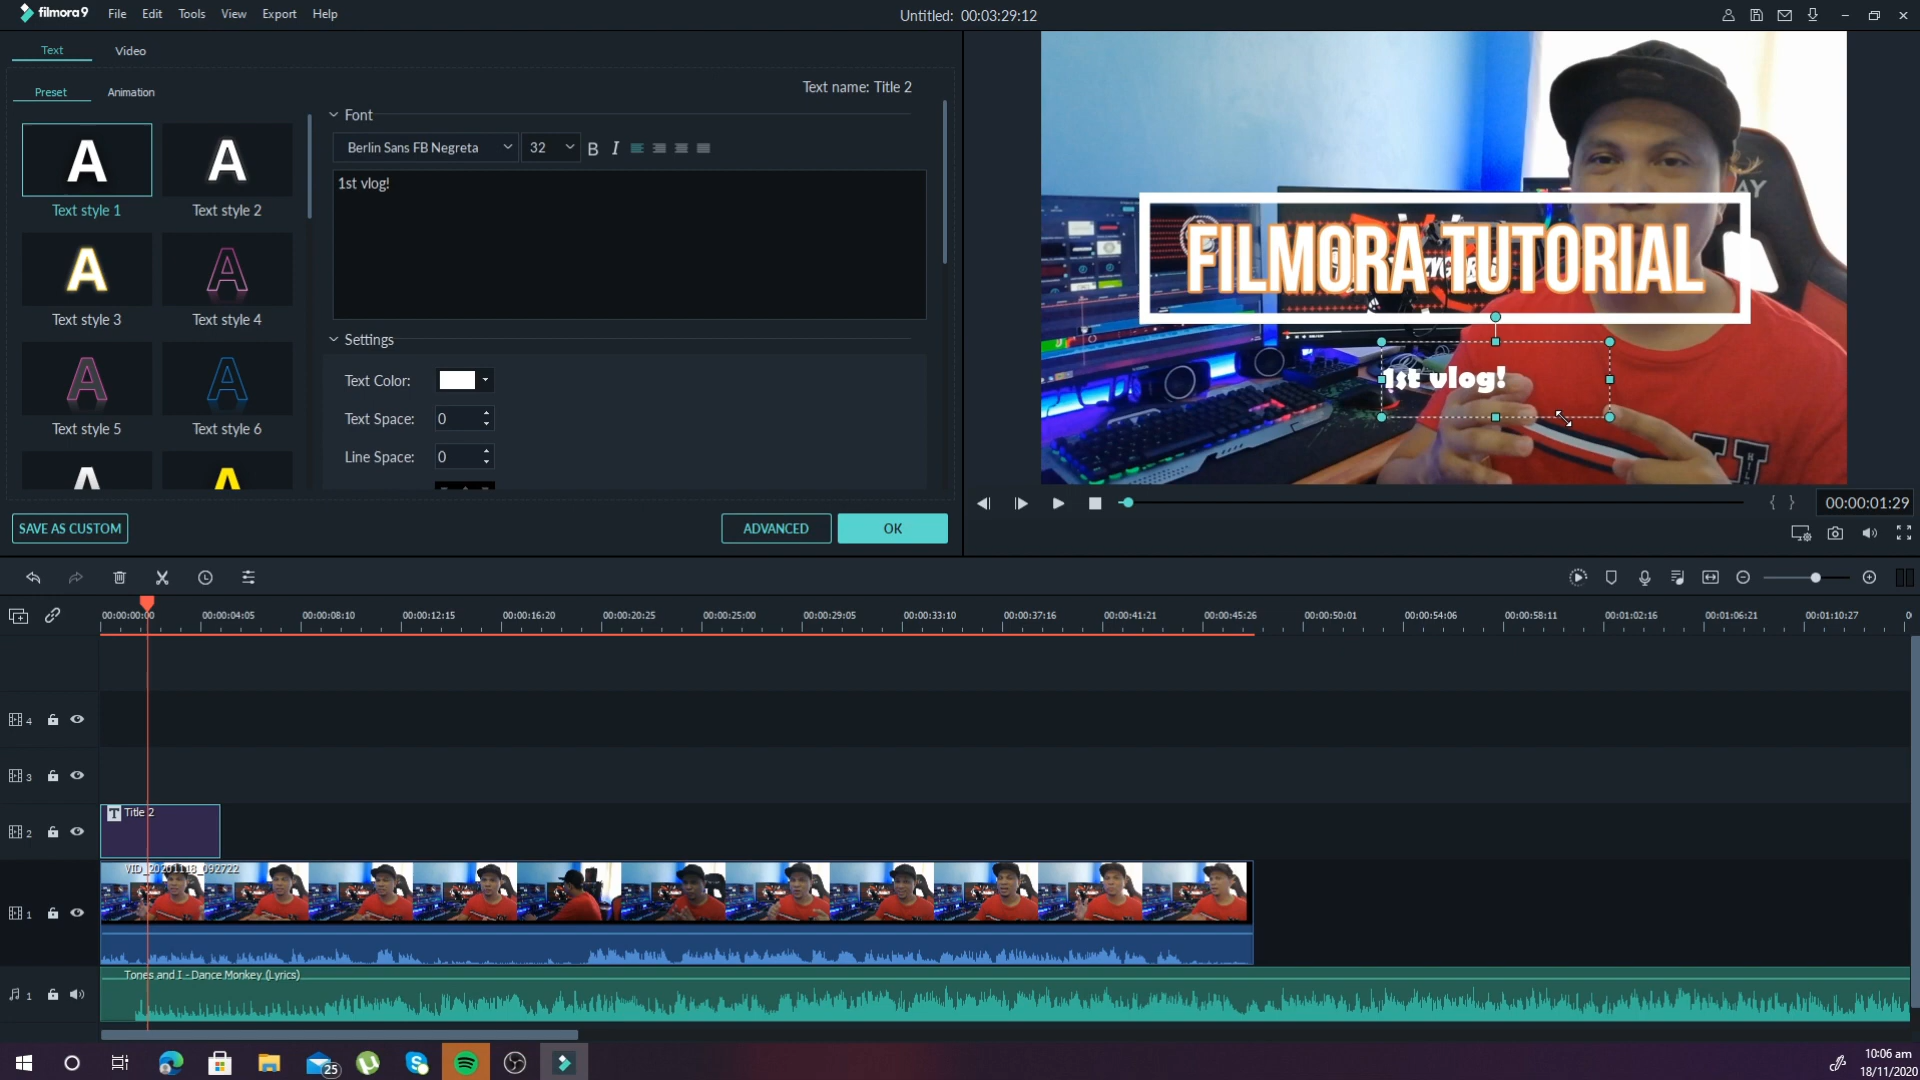 filmora9
File Edit Tools View Export Help
Untitled: 00:03:29:12
Text Video
Preset Animation
Text name: Title 2
A A
Text style 1 Text style 2
A A
Text style 3 Text style 4
A A
Text style 5 Text style 6
Font
Berlin Sans FB Negreta 32 B I
1st vlog!
Settings
Text Color:
Text Space: 0
Line Space: 0
SAVE AS CUSTOM ADVANCED OK
FILMORA TUTORIAL
1st vlog!
{ } 00:00:01:29
00:00:00:00 00:00:04:05 00:00:08:10 00:00:12:15 00:00:16:20 00:00:20:25 00:00:25:00 00:00:29:05 00:00:33:10 00:00:37:16 00:00:41:21 00:00:45:26 00:00:50:01 00:00:54:06 00:00:58:11 00:01:02:16 00:01:06:21 00:01:10:27
4
3
2
T Title 2
VID_20201118_092722
1
Tones and I - Dance Monkey (Lyrics)
1
25
10:06 am
18/11/2020